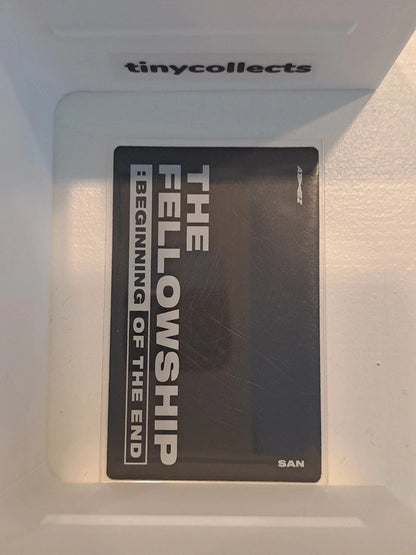 tinycollects
THE
FELLOWSHIP
:BEGINNING OF THE END
SAN